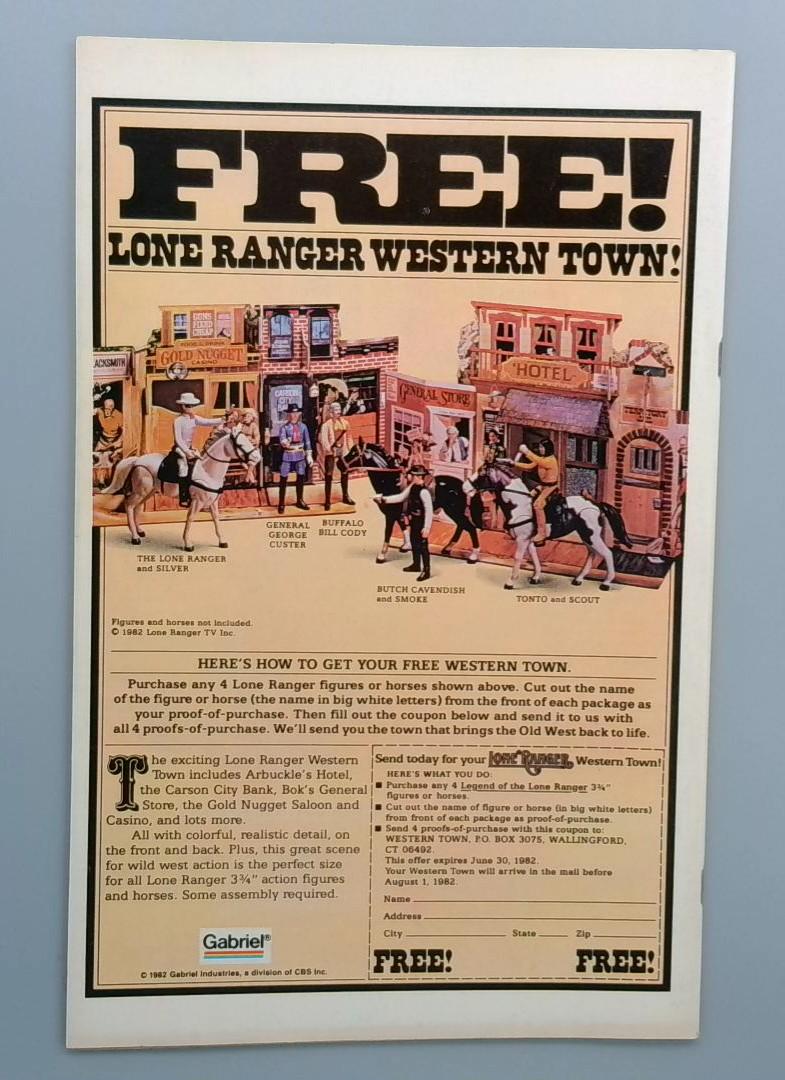 FREE!
LONE RANGER WESTERN TOWN!
GUNS
FIXED
CHEAP
FOOD & DRINK
GOLD NUGGET
CASINO
ACKSMITH
CARSON
CITY
GENERAL STORE
HOTEL
THE LONE RANGER
and SILVER
GENERAL
GEORGE
CUSTER
BUFFALO
BILL CODY
BUTCH CAVENDISH
and SMOKE
TONTO and SCOUT
Figures and horses not included.
© 1982 Lone Ranger TV Inc.
HERE'S HOW TO GET YOUR FREE WESTERN TOWN.
Purchase any 4 Lone Ranger figures or horses shown above. Cut out the name
of the figure or horse (the name in big white letters) from the front of each package as
your proof-of-purchase. Then fill out the coupon below and send it to us with
all 4 proofs-of-purchase. We'll send you the town that brings the Old West back to life.
The exciting Lone Ranger Western
Town includes Arbuckle's Hotel,
the Carson City Bank, Bok's General
Store, the Gold Nugget Saloon and
Casino, and lots more.
All with colorful, realistic detail, on
the front and back. Plus, this great scene
for wild west action is the perfect size
for all Lone Ranger 3¾" action figures
and horses. Some assembly required.
Gabriel®
© 1982 Gabriel Industries, a division of CBS Inc.
Send today for your LONE RANGER Western Town!
HERE'S WHAT YOU DO:
■ Purchase any 4 Legend of the Lone Ranger 3¾"
figures or horses.
■ Cut out the name of figure or horse (in big white letters)
from front of each package as proof-of-purchase.
■ Send 4 proofs-of-purchase with this coupon to:
WESTERN TOWN, P.O. BOX 3075, WALLINGFORD,
CT 06492.
This offer expires June 30, 1982.
Your Western Town will arrive in the mail before
August 1, 1982.
Name
Address
City State Zip
FREE! FREE!